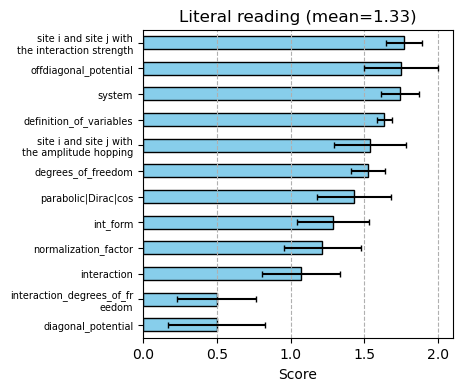 Literal reading (mean=1.33)
site i and site j with
the interaction strength
offdiagonal_potential
system
definition_of_variables
site i and site j with
the amplitude hopping
degrees_of_freedom
parabolic|Dirac|cos
int_form
normalization_factor
interaction
interaction_degrees_of_fr
eedom
diagonal_potential
0.0 0.5 1.0 1.5 2.0
Score